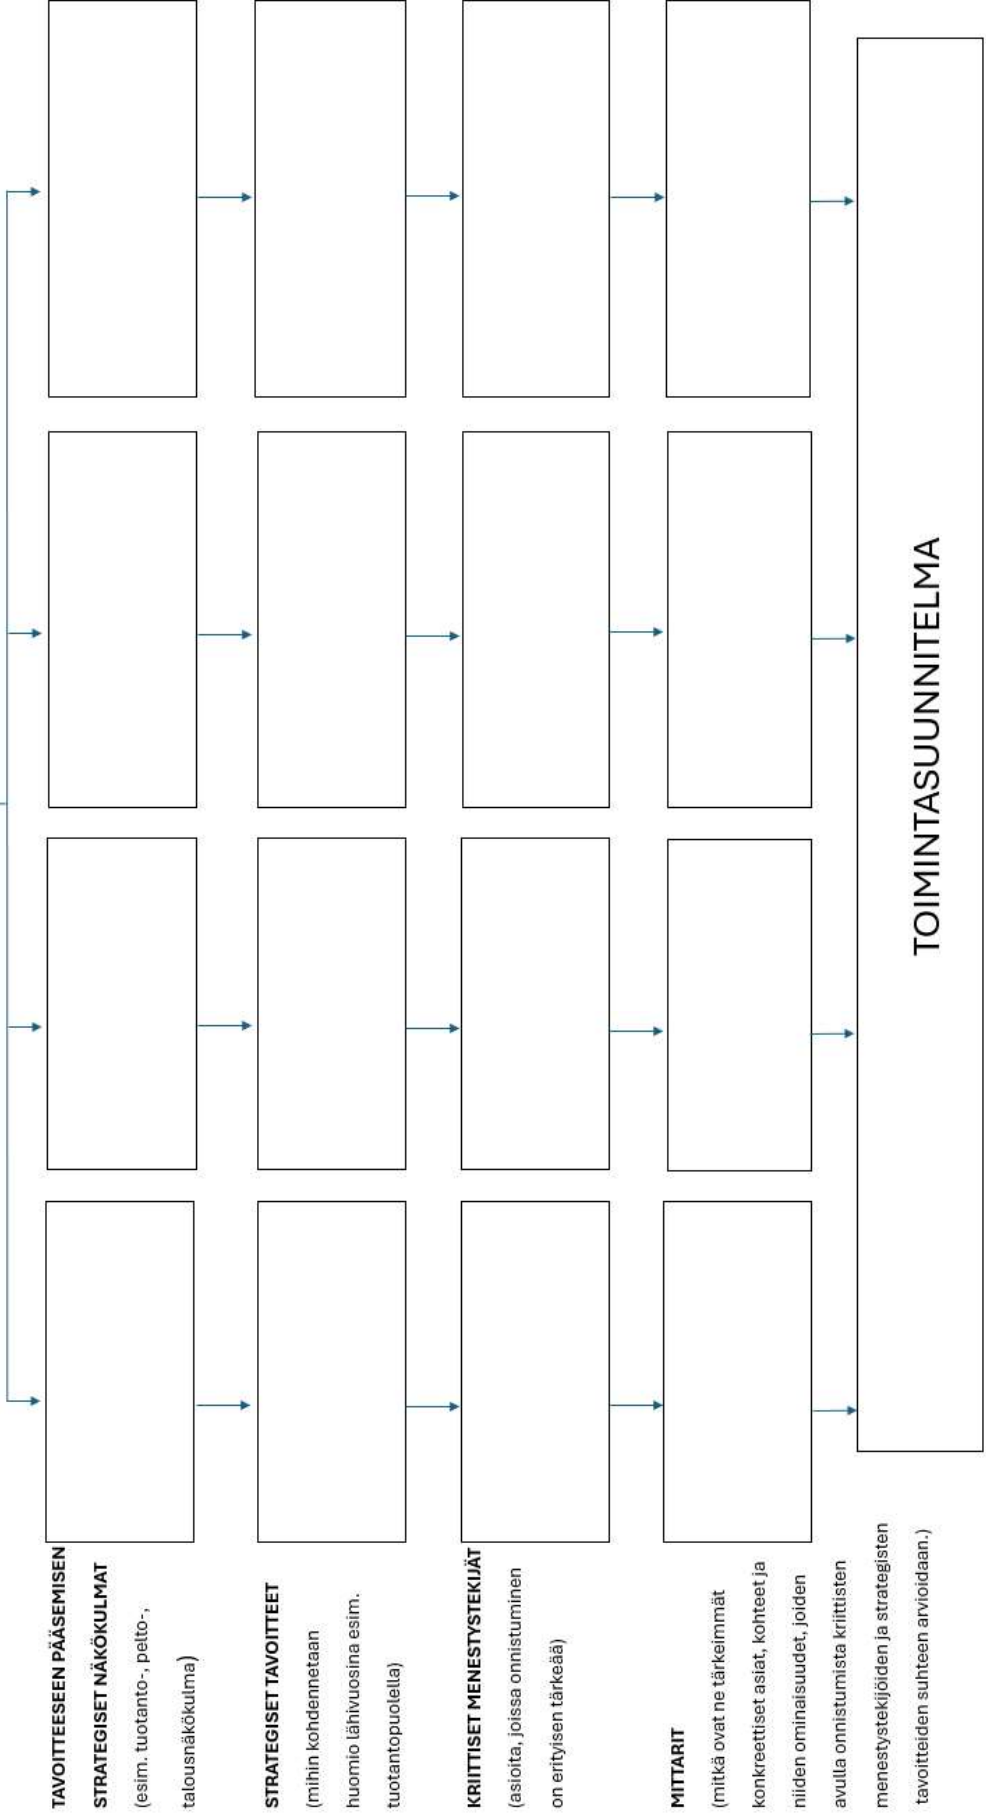 TAVOITTEESEEN PÄÄSEMISEN
STRATEGISET NÄKÖKULMAT
(esim. tuotanto-, pelto-,
talousnäkökulma)
STRATEGISET TAVOITTEET
(mihin kohdennetaan
huomio lähivuosina esim.
tuotantopuolella)
KRIITTISET MENESTYSTEKIJÄT
(asioita, joissa onnistuminen
on erityisen tärkeää)
MITTARIT
(mitkä ovat ne tärkeimmät
konkreettiset asiat, kohteet ja
niiden ominaisuudet, joiden
avulla onnistumista kriittisten
menestystekijöiden ja strategisten
tavoitteiden suhteen arvioidaan.)
TOIMINTASUUNNITELMA